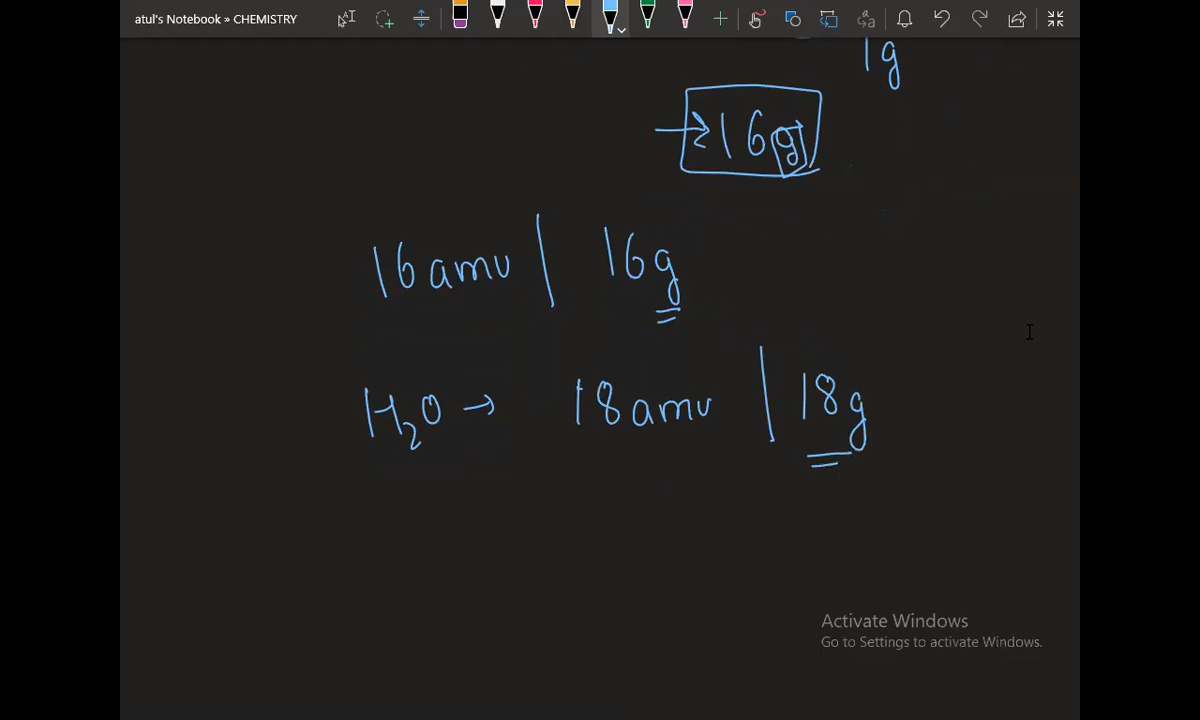 atul's Notebook » CHEMISTRY
1g
→ 16g
16amu | 16g
H₂O → 18amu | 18g
Activate Windows
Go to Settings to activate Windows.